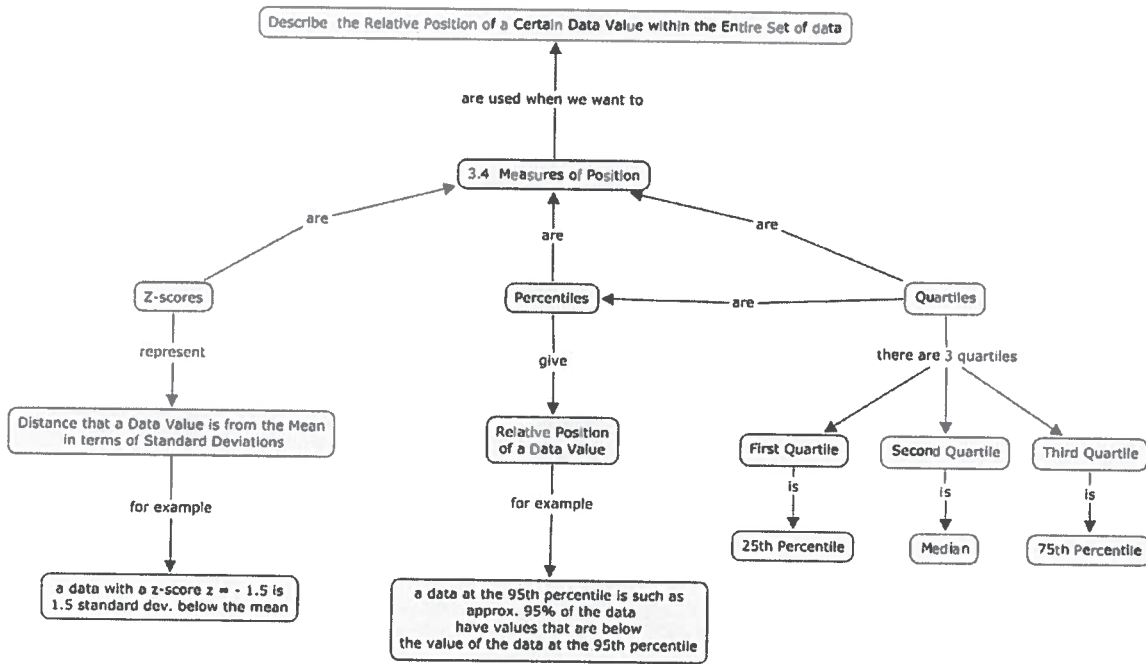 Describe the Relative Position of a Certain Data Value within the Entire Set of data
are used when we want to
3.4 Measures of Position
are
are
are
Z-scores
Percentiles
are
Quartiles
represent
give
there are 3 quartiles
Distance that a Data Value is from the Mean
in terms of Standard Deviations
Relative Position
of a Data Value
First Quartile
Second Quartile
Third Quartile
for example
for example
is
is
is
25th Percentile
Median
75th Percentile
a data with a z-score z = - 1.5 is
1.5 standard dev. below the mean
a data at the 95th percentile is such as
approx. 95% of the data
have values that are below
the value of the data at the 95th percentile